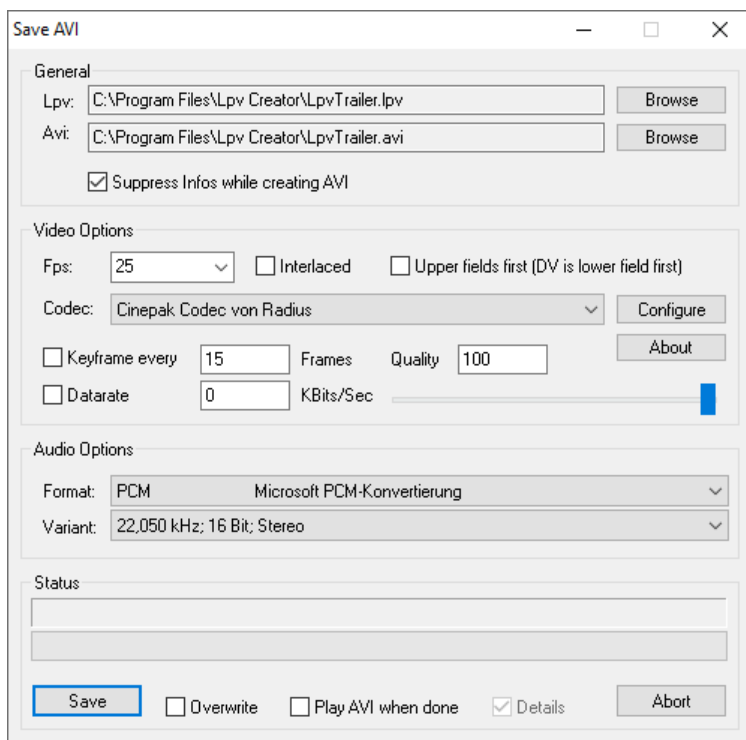 Save AVI
General
Lpv: C:\Program Files\Lpv Creator\LpvTrailer.lpv Browse
Avi: C:\Program Files\Lpv Creator\LpvTrailer.avi Browse
Suppress Infos while creating AVI
Video Options
Fps: 25 Interlaced Upper fields first (DV is lower field first)
Codec: Cinepak Codec von Radius Configure
About
Keyframe every 15 Frames Quality 100
Datarate 0 KBits/Sec
Audio Options
Format: PCM Microsoft PCM-Konvertierung
Variant: 22,050 kHz; 16 Bit; Stereo
Status
Save Overwrite Play AVI when done Details Abort